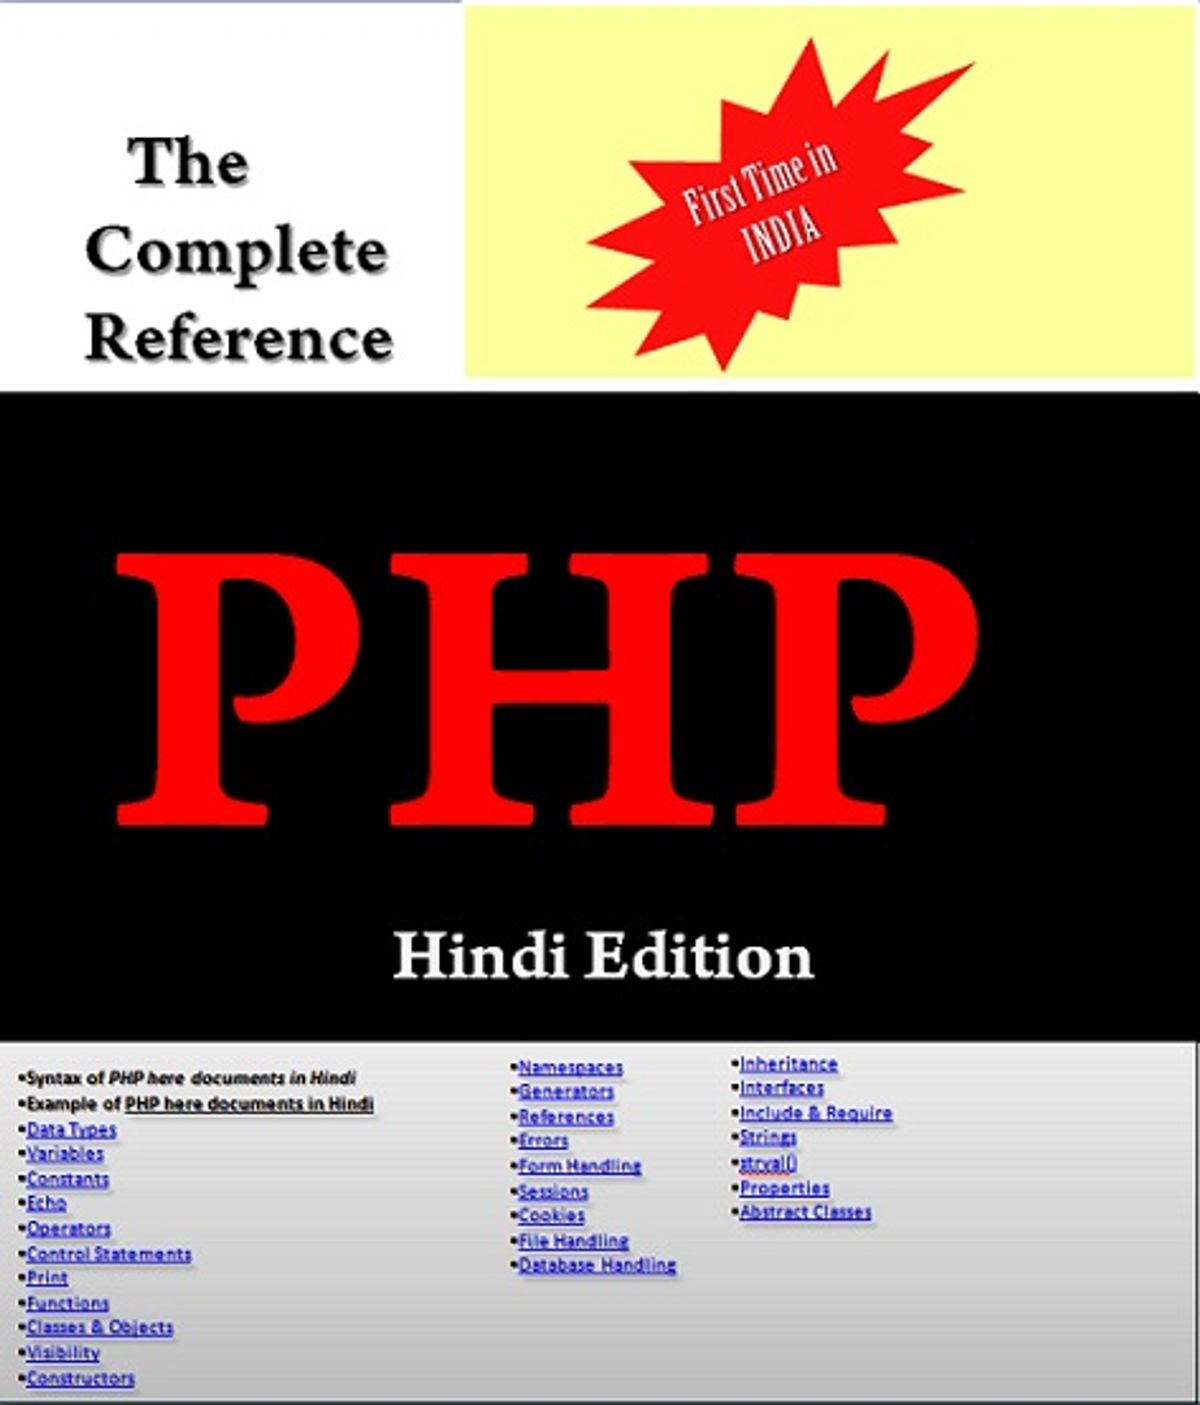 The
Complete
Reference
First Time in
INDIA
PHP
Hindi Edition
•Syntax of PHP here documents in Hindi
•Example of PHP here documents in Hindi
•Data Types
•Variables
•Constants
•Echo
•Operators
•Control Statements
•Print
•Functions
•Classes & Objects
•Visibility
•Constructors
•Namespaces
•Generators
•References
•Errors
•Form Handling
•Sessions
•Cookies
•File Handling
•Database Handling
•Inheritance
•Interfaces
•Include & Require
•Strings
•strval()
•Properties
•Abstract Classes